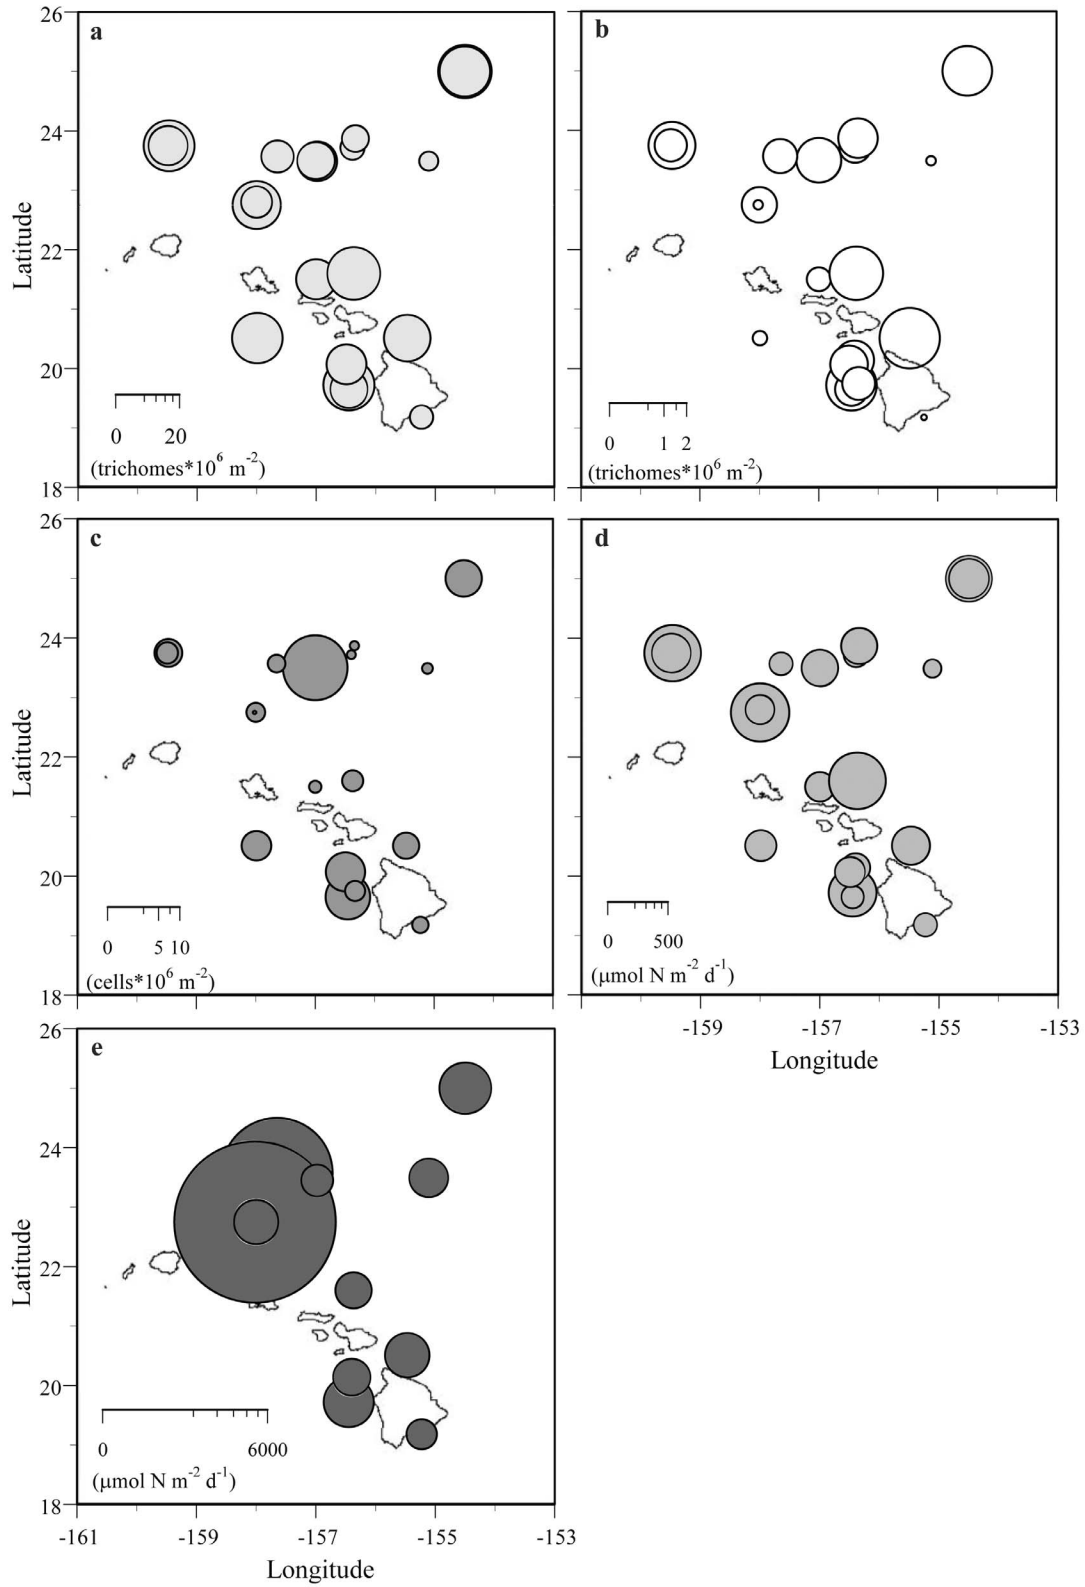 a
26
24
22
20
18
Latitude
0 20
(trichomes*10⁶ m⁻²)
b
0 1 2
(trichomes*10⁶ m⁻²)
c
26
24
22
20
18
Latitude
0 5 10
(cells*10⁶ m⁻²)
d
0 500
(μmol N m⁻² d⁻¹)
-159 -157 -155 -153
Longitude
e
26
24
22
20
18
Latitude
0 6000
(μmol N m⁻² d⁻¹)
-161 -159 -157 -155 -153
Longitude